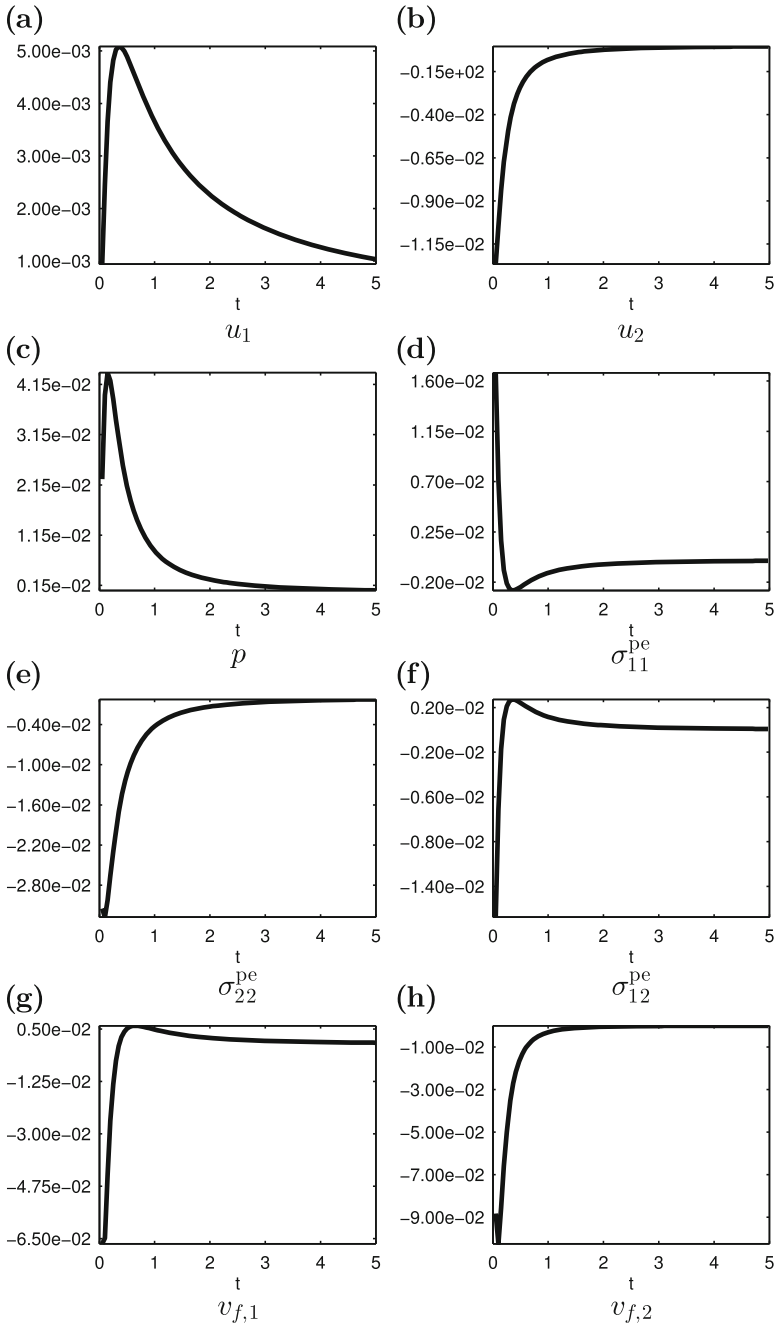 (a)
5.00e−03
4.00e−03
3.00e−03
2.00e−03
1.00e−03
0 1 2 3 4 5
t
u1
(b)
−0.15e+02
−0.40e−02
−0.65e−02
−0.90e−02
−1.15e−02
0 1 2 3 4 5
t
u2
(c)
4.15e−02
3.15e−02
2.15e−02
1.15e−02
0.15e−02
0 1 2 3 4 5
t
p
(d)
1.60e−02
1.15e−02
0.70e−02
0.25e−02
−0.20e−02
0 1 2 3 4 5
t
σ11^pe
(e)
−0.40e−02
−1.00e−02
−1.60e−02
−2.20e−02
−2.80e−02
0 1 2 3 4 5
t
σ22^pe
(f)
0.20e−02
−0.20e−02
−0.60e−02
−0.80e−02
−1.40e−02
0 1 2 3 4 5
t
σ12^pe
(g)
0.50e−02
−1.25e−02
−3.00e−02
−4.75e−02
−6.50e−02
0 1 2 3 4 5
t
vf,1
(h)
−1.00e−02
−3.00e−02
−5.00e−02
−7.00e−02
−9.00e−02
0 1 2 3 4 5
t
vf,2